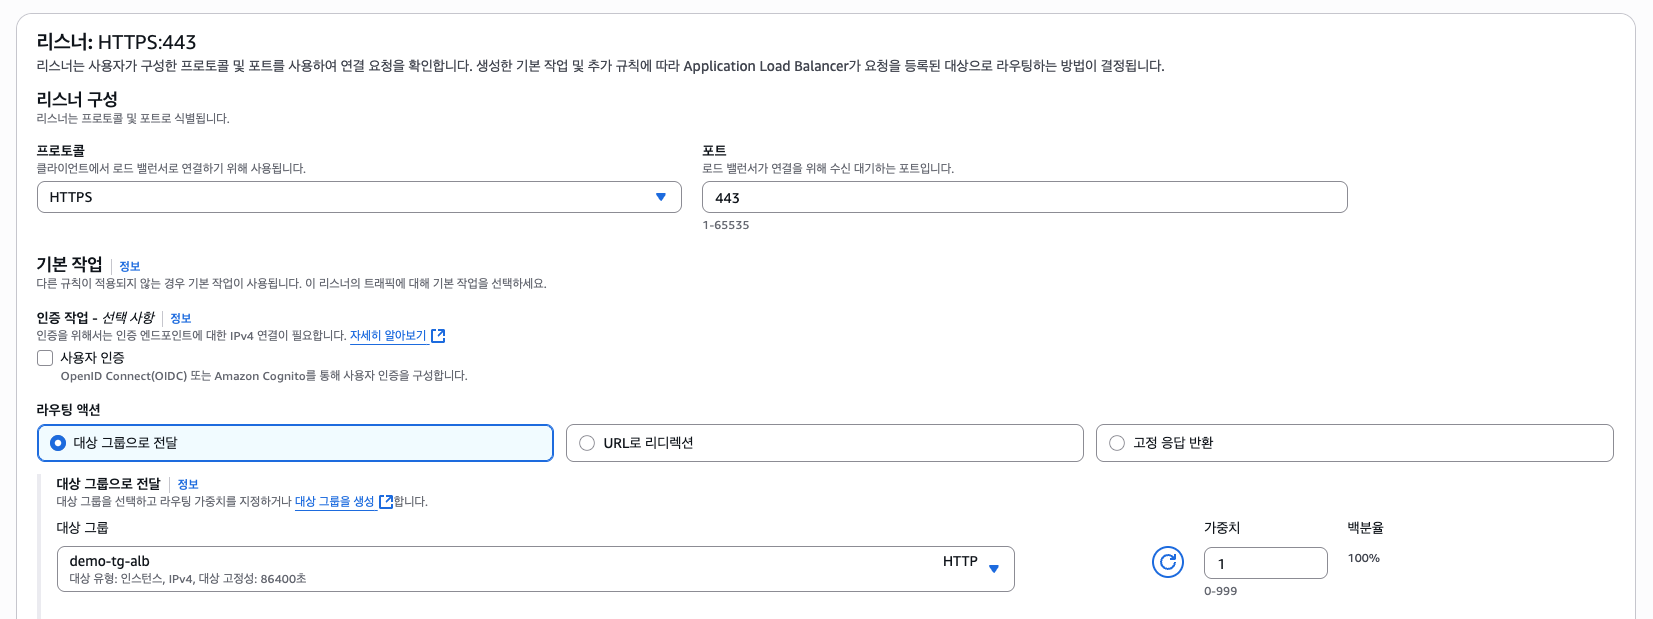 리스너: HTTPS:443
리스너는 사용자가 구성한 프로토콜 및 포트를 사용하여 연결 요청을 확인합니다. 생성한 기본 작업 및 추가 규칙에 따라 Application Load Balancer가 요청을 등록된 대상으로 라우팅하는 방법이 결정됩니다.
리스너 구성
리스너는 프로토콜 및 포트로 식별됩니다.
프로토콜
클라이언트에서 로드 밸런서로 연결하기 위해 사용됩니다.
HTTPS
포트
로드 밸런서가 연결을 위해 수신 대기하는 포트입니다.
443
1-65535
기본 작업 정보
다른 규칙이 적용되지 않는 경우 기본 작업이 사용됩니다. 이 리스너의 트래픽에 대해 기본 작업을 선택하세요.
인증 작업 - 선택 사항 정보
인증을 위해서는 인증 엔드포인트에 대한 IPv4 연결이 필요합니다. 자세히 알아보기
사용자 인증
OpenID Connect(OIDC) 또는 Amazon Cognito를 통해 사용자 인증을 구성합니다.
라우팅 액션
대상 그룹으로 전달
URL로 리디렉션
고정 응답 반환
대상 그룹으로 전달 정보
대상 그룹을 선택하고 라우팅 가중치를 지정하거나 대상 그룹을 생성 합니다.
대상 그룹
demo-tg-alb
대상 유형: 인스턴스, IPv4, 대상 고정성: 86400초
HTTP
가중치
1
0-999
백분율
100%